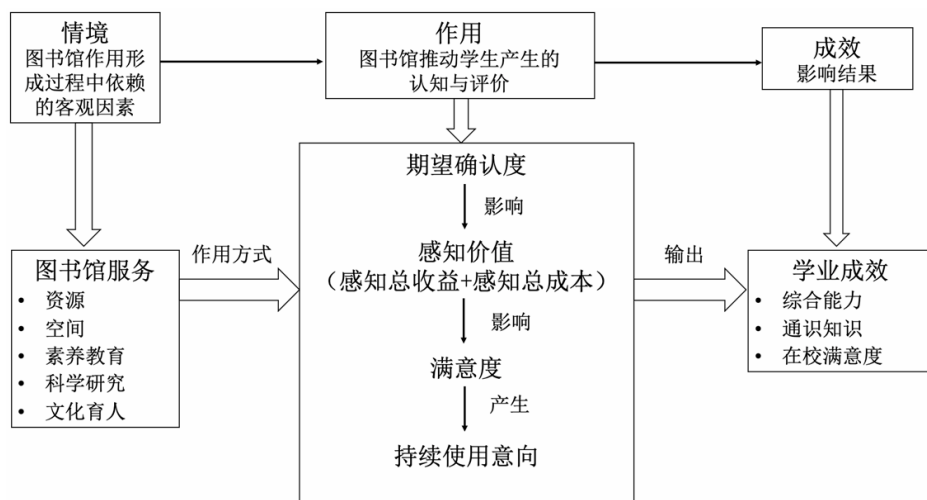 情境
图书馆作用形
成过程中依赖
的客观因素
作用
图书馆推动学生产生的
认知与评价
成效
影响结果
期望确认度
影响
感知价值
（感知总收益+感知总成本）
影响
满意度
产生
持续使用意向
图书馆服务
• 资源
• 空间
• 素养教育
• 科学研究
• 文化育人
作用方式
输出
学业成效
• 综合能力
• 通识知识
• 在校满意度